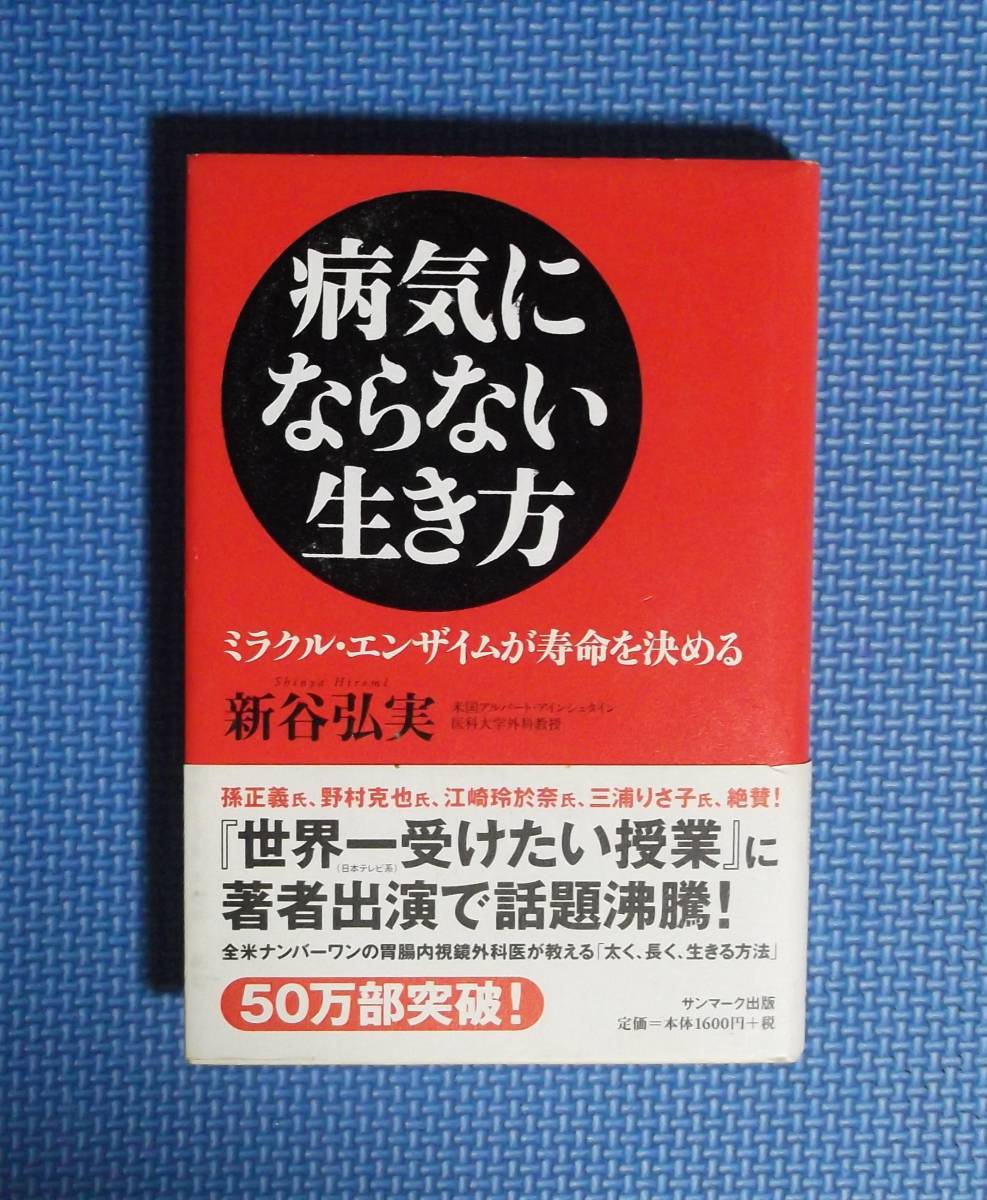 病気に
ならない
生き方
ミラクル・エンザイムが寿命を決める
Shinya Hiromi
新谷弘実
米国アルバート・アインシュタイン
医科大学外科教授
孫正義氏、野村克也氏、江崎玲於奈氏、三浦りさ子氏、絶賛!
『世界一受けたい授業』に
(日本テレビ系)
著者出演で話題沸騰!
全米ナンバーワンの胃腸内視鏡外科医が教える「太く、長く、生きる方法」
50万部突破!
サンマーク出版
定価=本体1600円+税